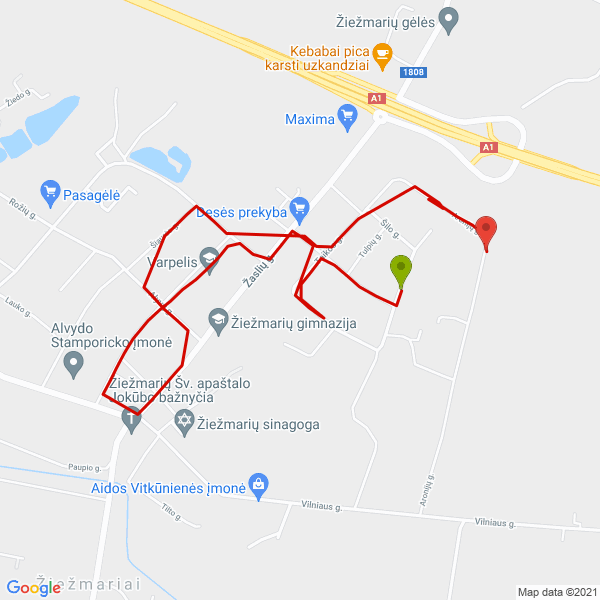 Žiežmarių gėlės
Kebabai pica
karsti uzkandziai
1808
A1
Maxima
A1
Žiedo g.
Pasagėlė
Rožių g.
Desės prekyba
Šilo g.
Tulpių g.
Varpelis
Žaslių g.
Lauko g.
Žiežmarių gimnazija
Alvydo
Stamporicko įmonė
Žiežmarių Šv. apaštalo
Jokūbo bažnyčia
Žiežmarių sinagoga
Paupio g.
Aidos Vitkūnienės įmonė
Aronijų g.
Vilniaus g.
Tilto g.
Vilniaus g.
Žiežmariai
Google
Map data ©2021